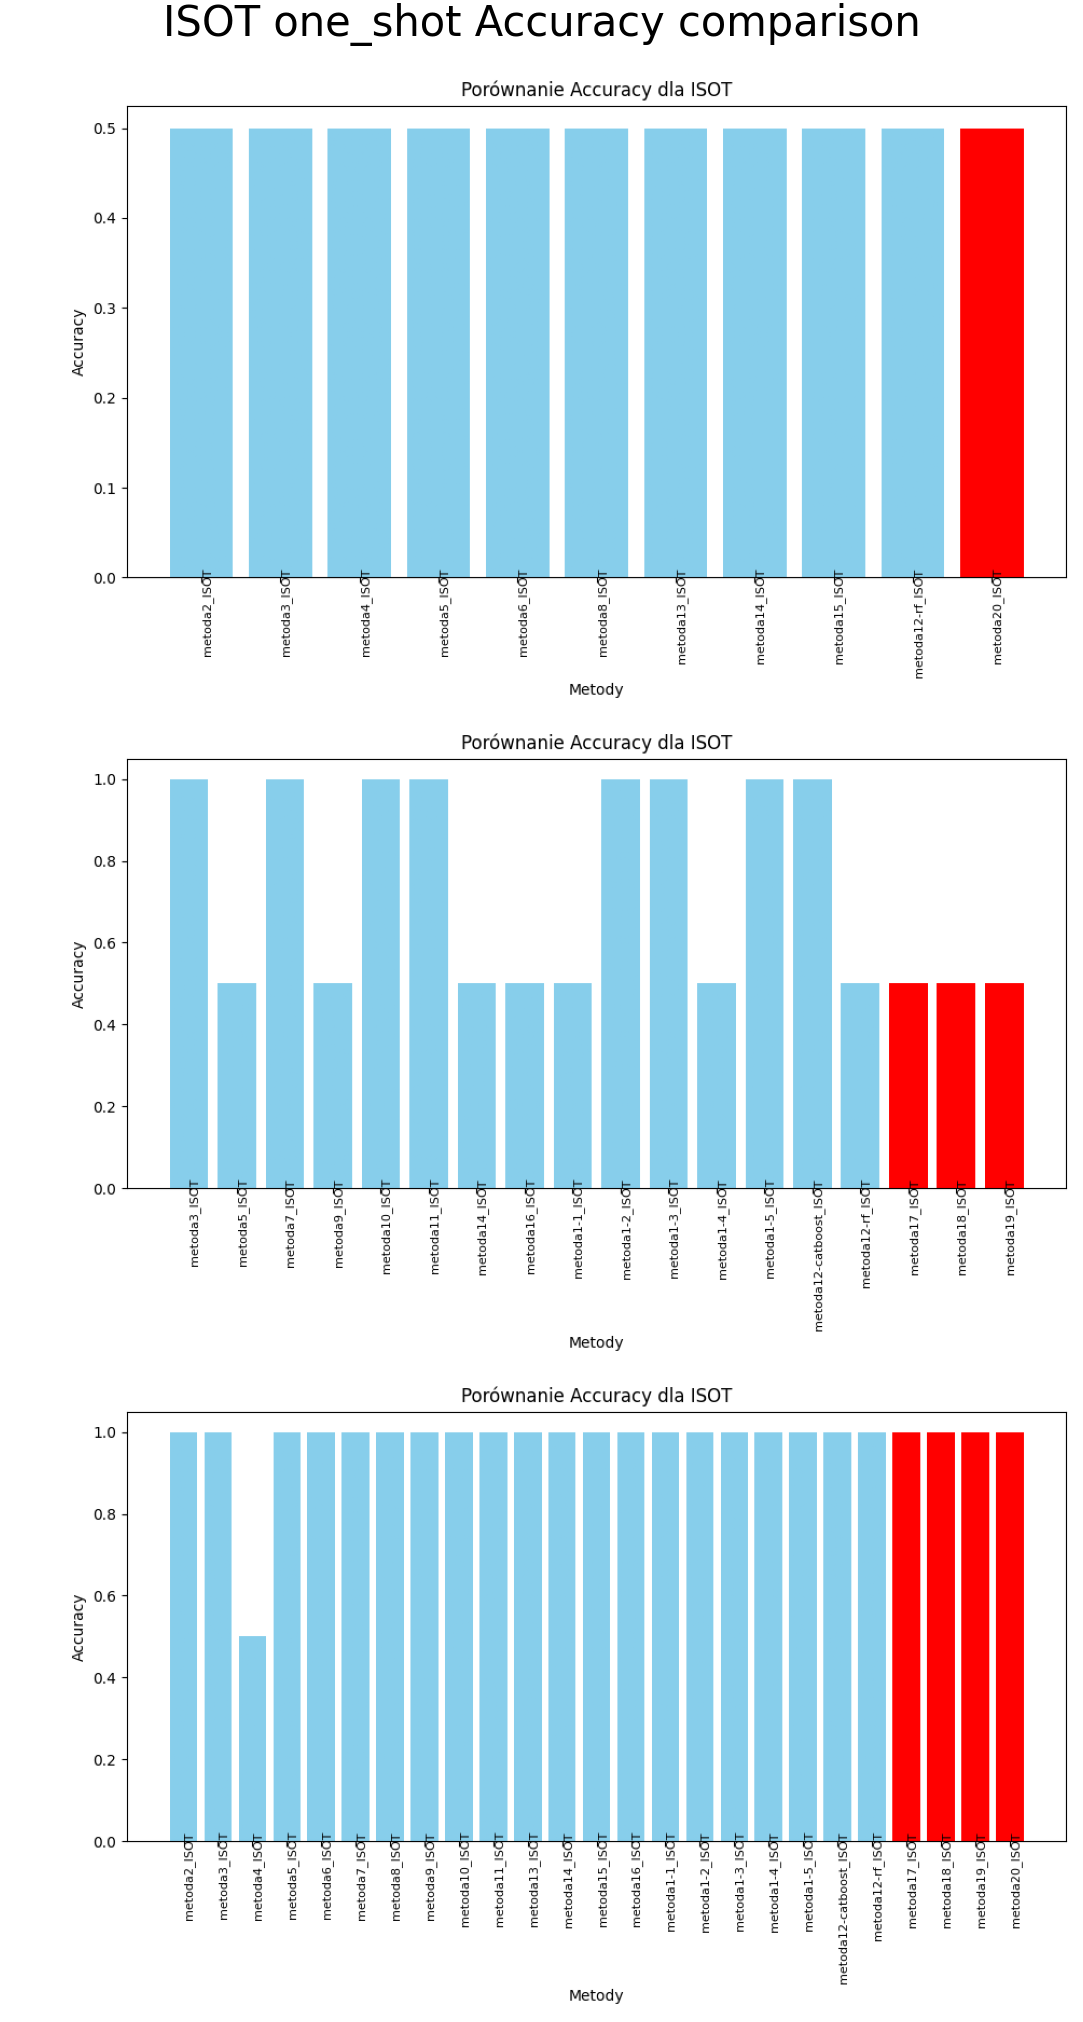 ISOT one_shot Accuracy comparison
Porównanie Accuracy dla ISOT
Accuracy
0.5
0.4
0.3
0.2
0.1
0.0
metoda2_ISOT
metoda3_ISOT
metoda4_ISOT
metoda5_ISOT
metoda6_ISOT
metoda8_ISOT
metoda13_ISOT
metoda14_ISOT
metoda15_ISOT
metoda12-rf_ISOT
metoda20_ISOT
Metody
Porównanie Accuracy dla ISOT
Accuracy
1.0
0.8
0.6
0.4
0.2
0.0
metoda3_ISOT
metoda5_ISOT
metoda7_ISOT
metoda9_ISOT
metoda10_ISOT
metoda11_ISOT
metoda14_ISOT
metoda16_ISOT
metoda1-1_ISOT
metoda1-2_ISOT
metoda1-3_ISOT
metoda1-4_ISOT
metoda1-5_ISOT
metoda12-catboost_ISOT
metoda12-rf_ISOT
metoda17_ISOT
metoda18_ISOT
metoda19_ISOT
Metody
Porównanie Accuracy dla ISOT
Accuracy
1.0
0.8
0.6
0.4
0.2
0.0
metoda2_ISOT
metoda3_ISOT
metoda4_ISOT
metoda5_ISOT
metoda6_ISOT
metoda7_ISOT
metoda8_ISOT
metoda9_ISOT
metoda10_ISOT
metoda11_ISOT
metoda13_ISOT
metoda14_ISOT
metoda15_ISOT
metoda16_ISOT
metoda1-1_ISOT
metoda1-2_ISOT
metoda1-3_ISOT
metoda1-4_ISOT
metoda1-5_ISOT
metoda12-catboost_ISOT
metoda12-rf_ISOT
metoda17_ISOT
metoda18_ISOT
metoda19_ISOT
metoda20_ISOT
Metody